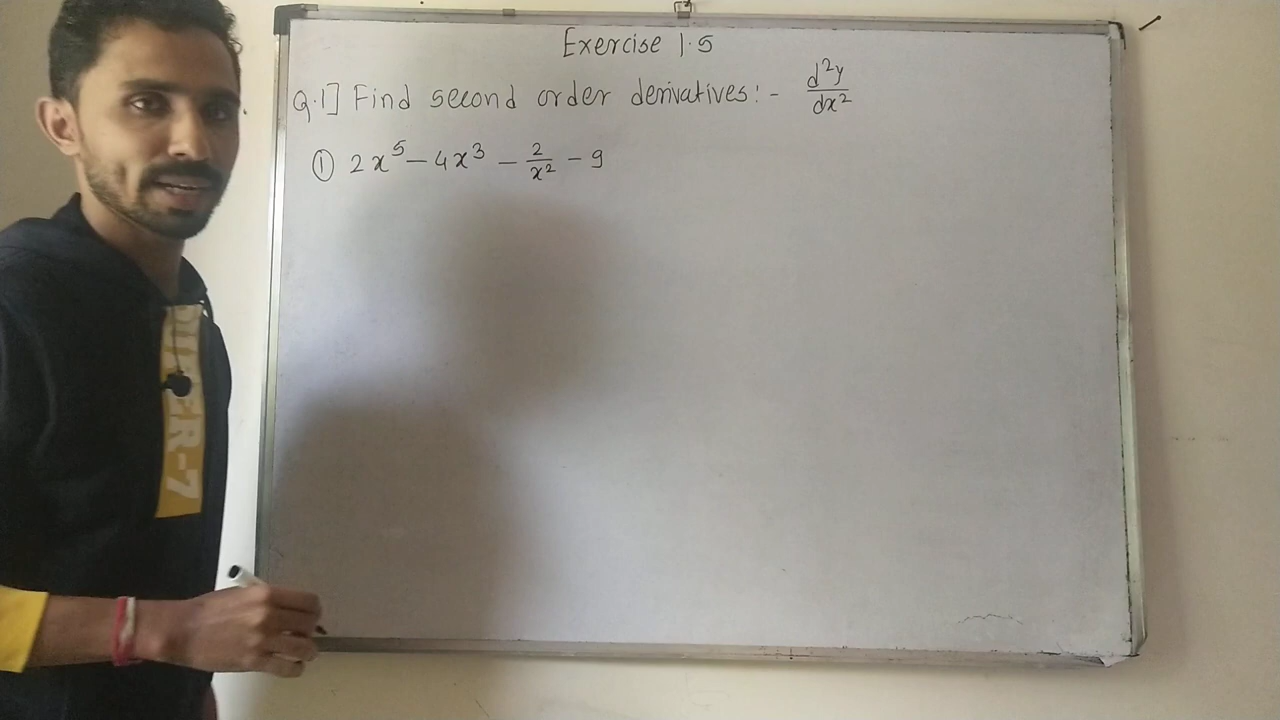 Exercise 1.5
Q.1] Find second order derivatives:- d²y/dx²
① 2x⁵ - 4x³ - 2/x² - 9